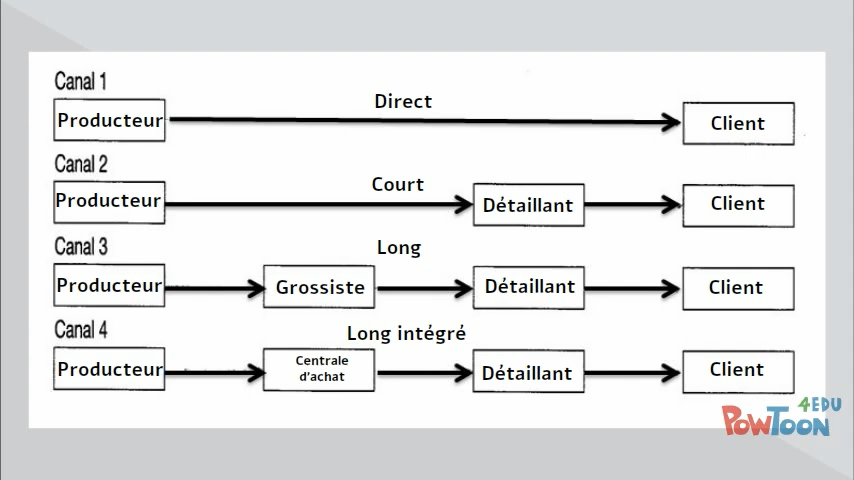 Canal 1
Direct
Producteur
Client
Canal 2
Court
Producteur
Détaillant
Client
Canal 3
Long
Producteur
Grossiste
Détaillant
Client
Canal 4
Long intégré
Producteur
Centrale
d'achat
Détaillant
Client
4EDU
POWTOON